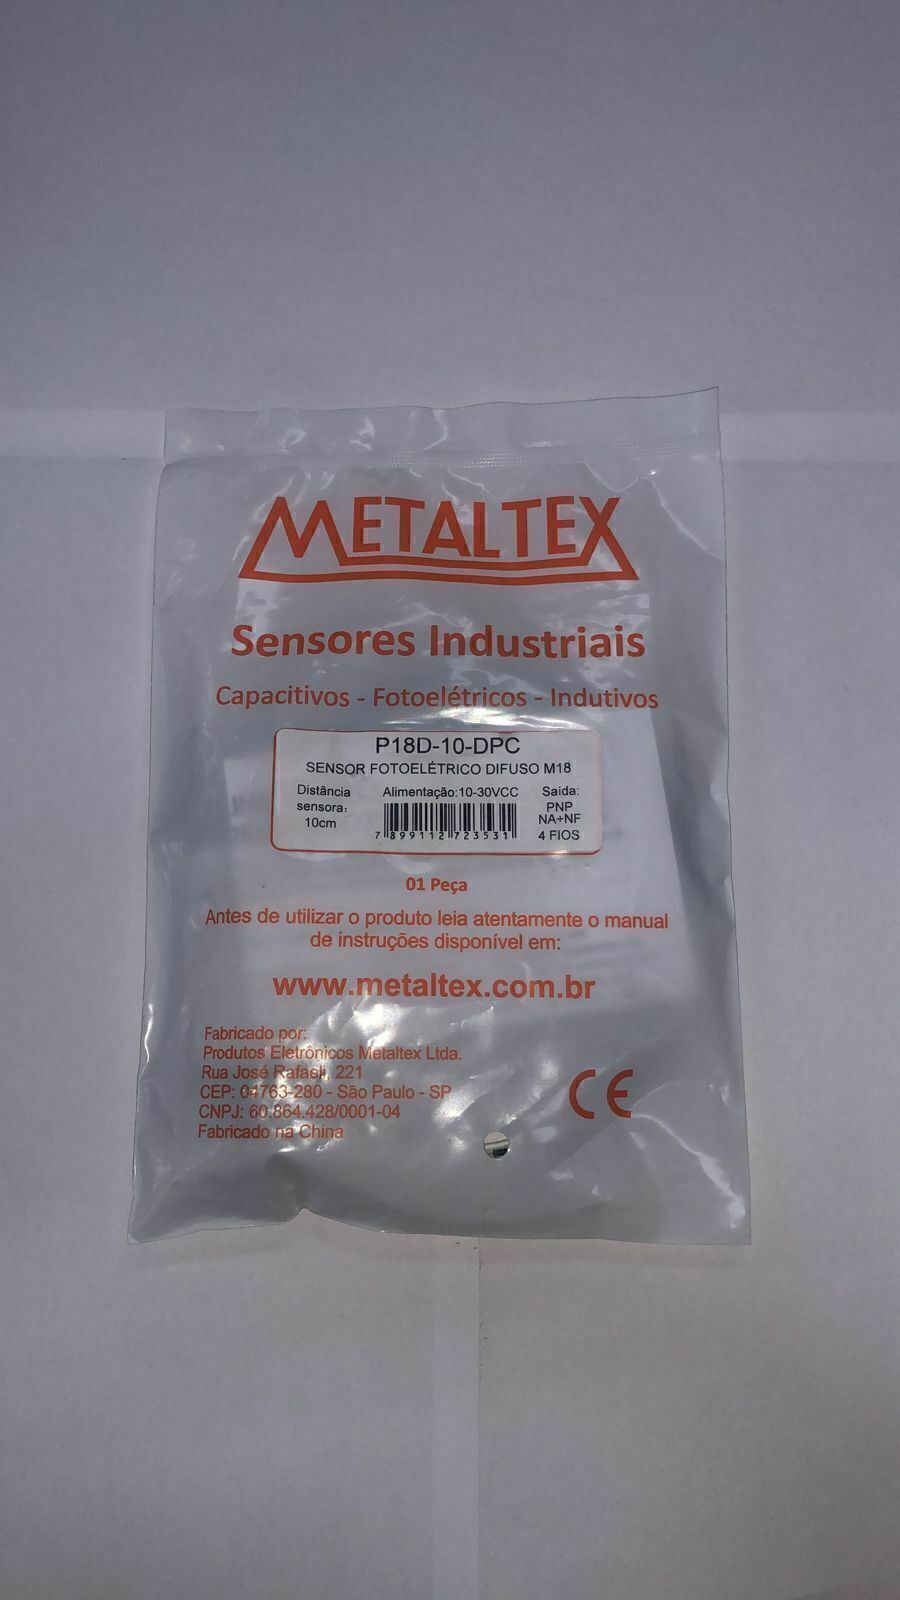 METALTEX
Sensores Industriais
Capacitivos - Fotoelétricos - Indutivos
P18D-10-DPC
SENSOR FOTOELÉTRICO DIFUSO M18
Distância
sensora:
10cm
Alimentação:10-30VCC
7 899112 723531
Saida:
PNP
NA+NF
4 FIOS
01 Peça
Antes de utilizar o produto leia atentamente o manual
de instruções disponível em:
www.metaltex.com.br
Fabricado por:
Produtos Eletrônicos Metaltex Ltda.
Rua José Rafaeli, 221
CEP: 04763-280 - São Paulo - SP
CNPJ: 60.864.428/0001-04
Fabricado na China
CE